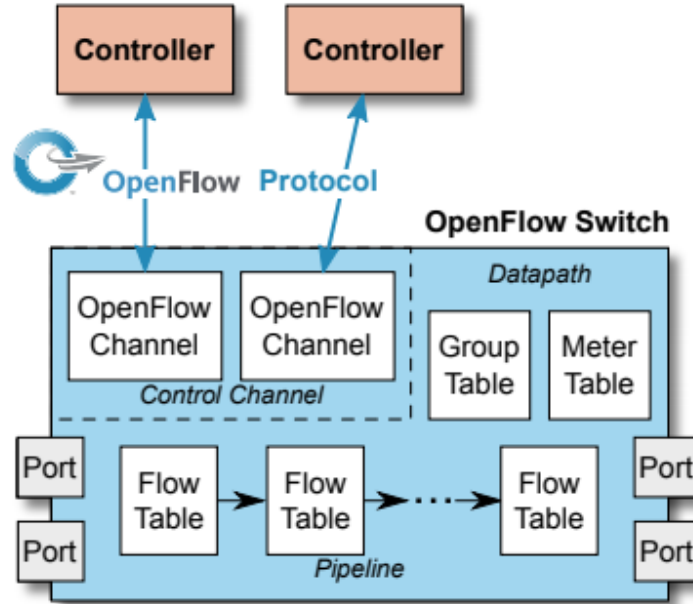 Controller
Controller
OpenFlow
Protocol
OpenFlow Switch
OpenFlow
Channel
OpenFlow
Channel
Control Channel
Datapath
Group
Table
Meter
Table
Port
Port
Flow
Table
Flow
Table
...
Flow
Table
Pipeline
Port
Port